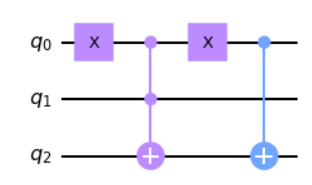 q₀ X X
q₁
q₂